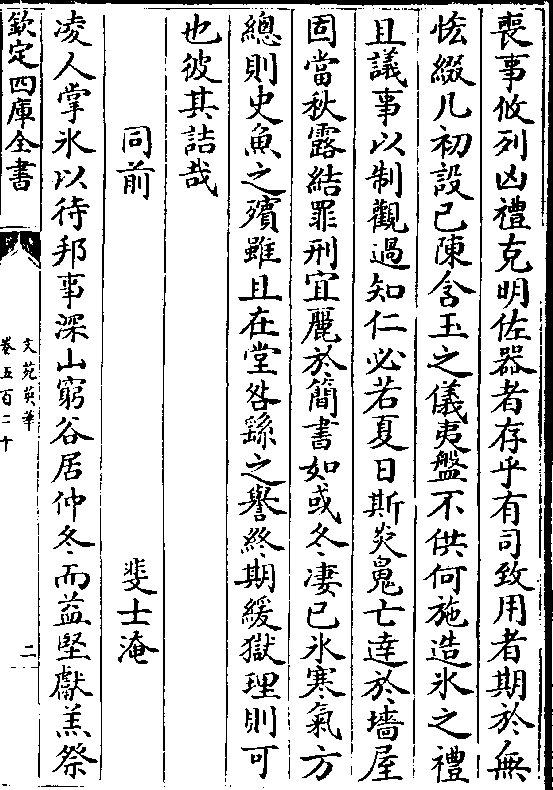 喪事攸列凶禮克明佐器者存乎有司致用者期於無
恡綴几初設已陳含玉之儀夷盤不供何施造氷之禮
且議事以制觀過知仁必若夏日斯炎鳬亡逹於墻屋
固當秋露結罪刑宜麗於簡書如或冬凄已氷寒氣方
總則史魚之殯雖且在堂咎繇之譽終期緩獄理則可
也彼其詰哉
同前　斐士淹
凌人掌氷以待邦事深山窮谷居仲冬而益堅獻羔祭
欽定四庫全書
文苑英華
卷五百二十
二